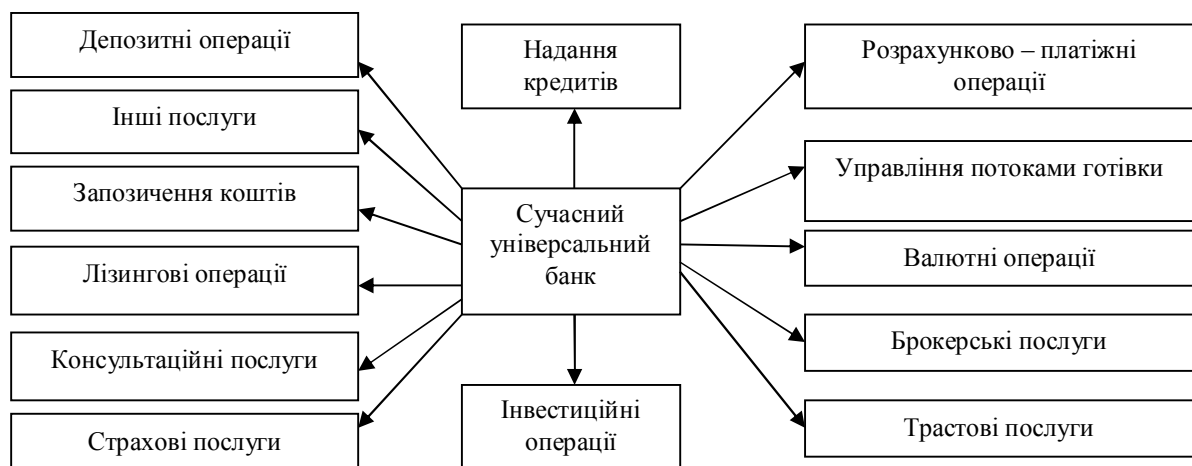 Депозитні операції
Інші послуги
Запозичення коштів
Лізингові операції
Консультаційні послуги
Страхові послуги
Надання
кредитів
Сучасний
універсальний
банк
Інвестиційні
операції
Розрахунково – платіжні
операції
Управління потоками готівки
Валютні операції
Брокерські послуги
Трастові послуги